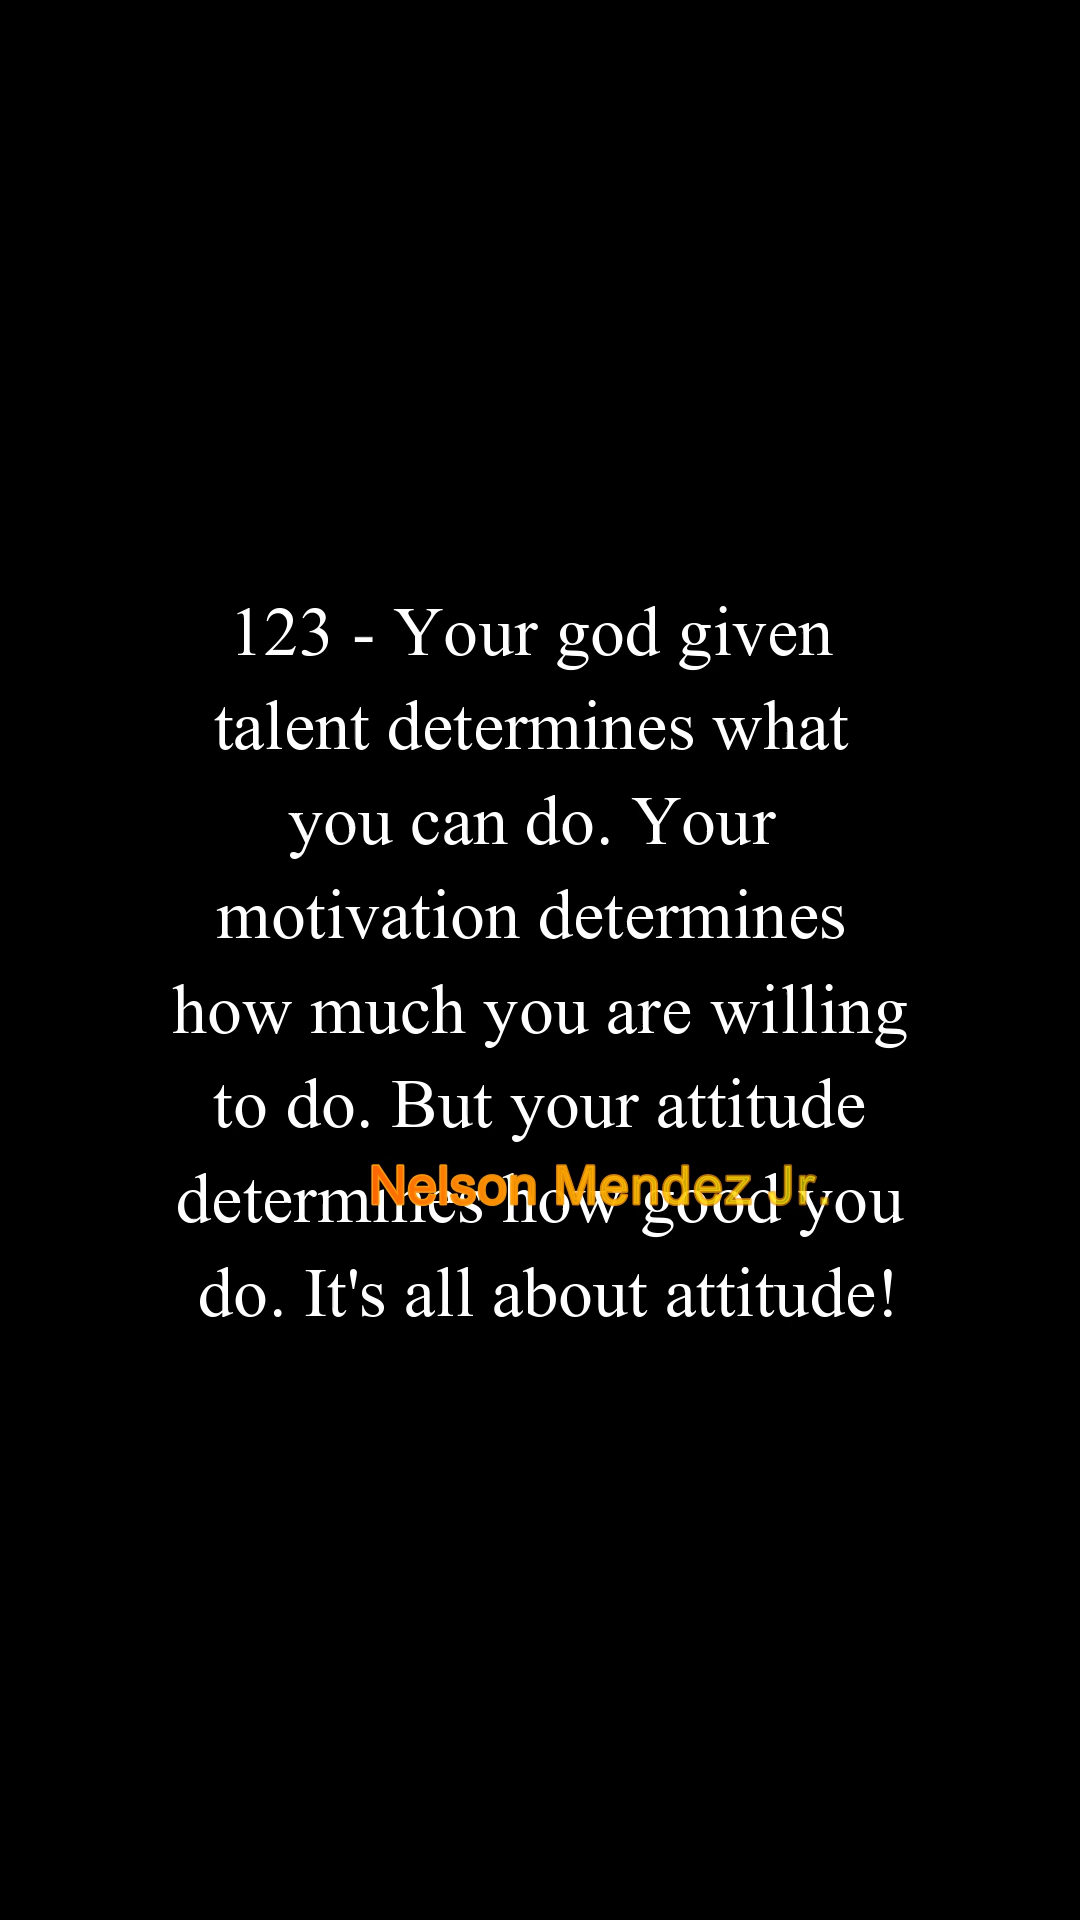 123 - Your god given
talent determines what
you can do. Your
motivation determines
how much you are willing
to do. But your attitude
determines how good you
Nelson Mendez Jr.
do. It's all about attitude!